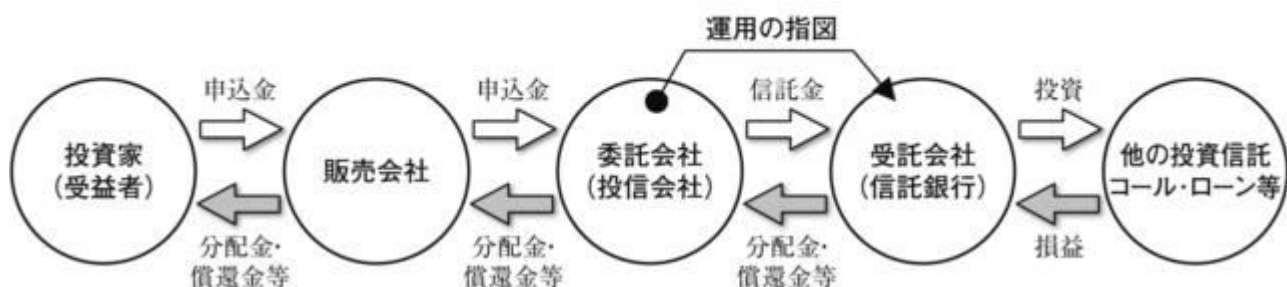 運用の指図
申込金
申込金
信託金
投資
投資家
(受益者)
販売会社
委託会社
(投信会社)
受託会社
(信託銀行)
他の投資信託
コール・ローン等
分配金・
償還金等
分配金・
償還金等
分配金・
償還金等
損益